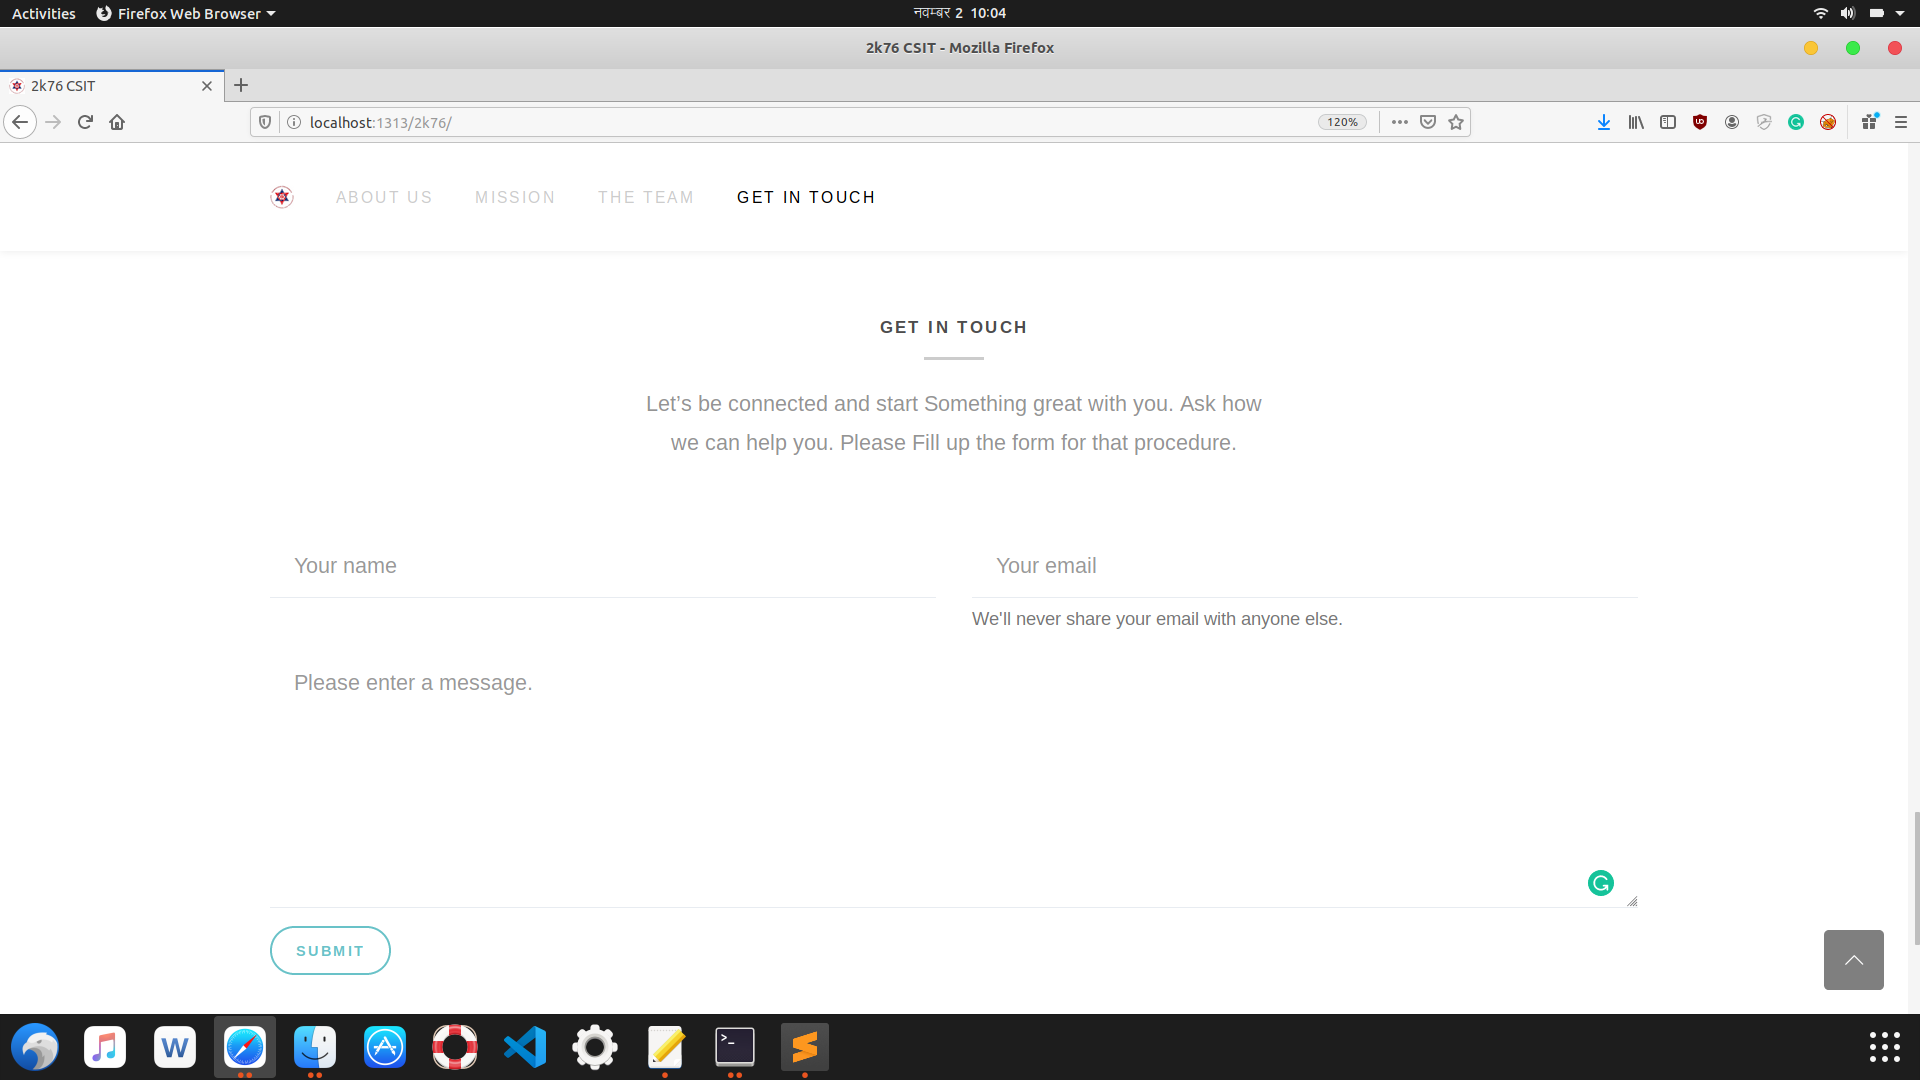 Activities
Firefox Web Browser
नवम्बर 2 10:04
2k76 CSIT - Mozilla Firefox
2k76 CSIT
localhost:1313/2k76/
120%
ABOUT US
MISSION
THE TEAM
GET IN TOUCH
GET IN TOUCH
Let’s be connected and start Something great with you. Ask how
we can help you. Please Fill up the form for that procedure.
Your name
Your email
We'll never share your email with anyone else.
Please enter a message.
SUBMIT
W
>_